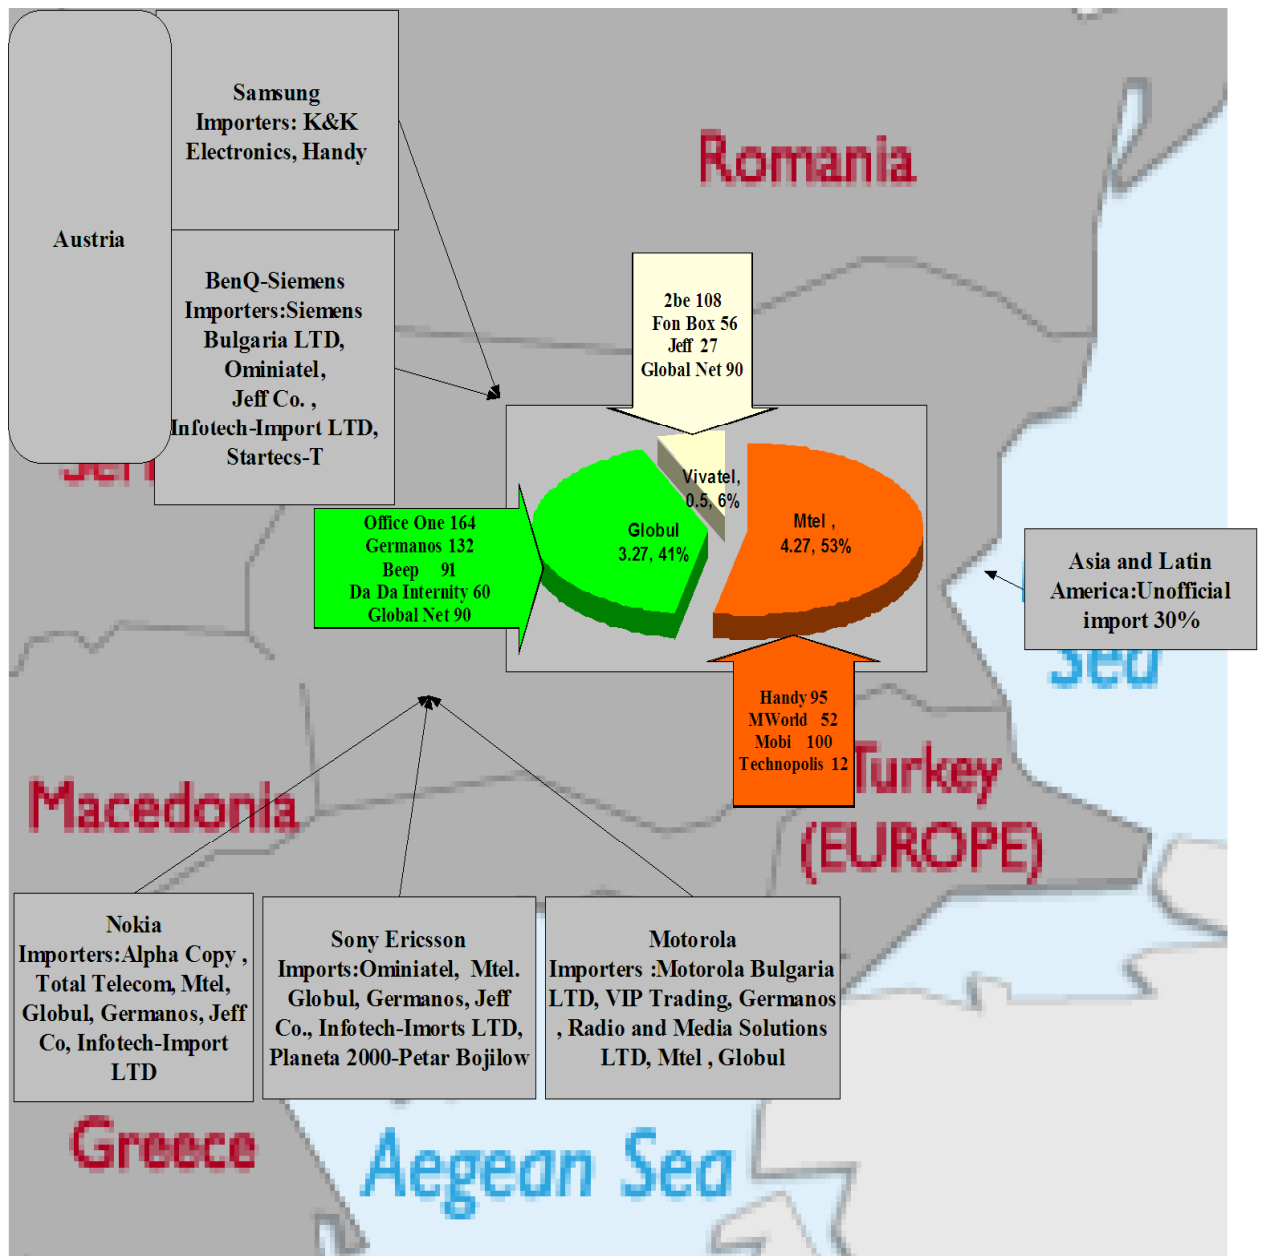 Samsung
Importers: K&K
Electronics, Handy
Austria
Romania
BenQ-Siemens
Importers:Siemens
Bulgaria LTD,
Ominiatel,
Jeff Co. ,
Infotech-Import LTD,
Startecs-T
2be 108
Fon Box 56
Jeff 27
Global Net 90
Vivatel,
0.5, 6%
Office One 164
Germanos 132
Beep 91
Da Da Internity 60
Global Net 90
Globul
3.27, 41%
Mtel ,
4.27, 53%
Asia and Latin
America:Unofficial
import 30%
Sea
Handy 95
MWorld 52
Mobi 100
Technopolis 12
Macedonia
Turkey
(EUROPE)
Nokia
Importers:Alpha Copy ,
Total Telecom, Mtel,
Globul, Germanos, Jeff
Co, Infotech-Import
LTD
Sony Ericsson
Imports:Ominiatel, Mtel.
Globul, Germanos, Jeff
Co., Infotech-Imorts LTD,
Planeta 2000-Petar Bojilow
Motorola
Importers :Motorola Bulgaria
LTD, VIP Trading, Germanos
, Radio and Media Solutions
LTD, Mtel , Globul
Greece
Aegean Sea